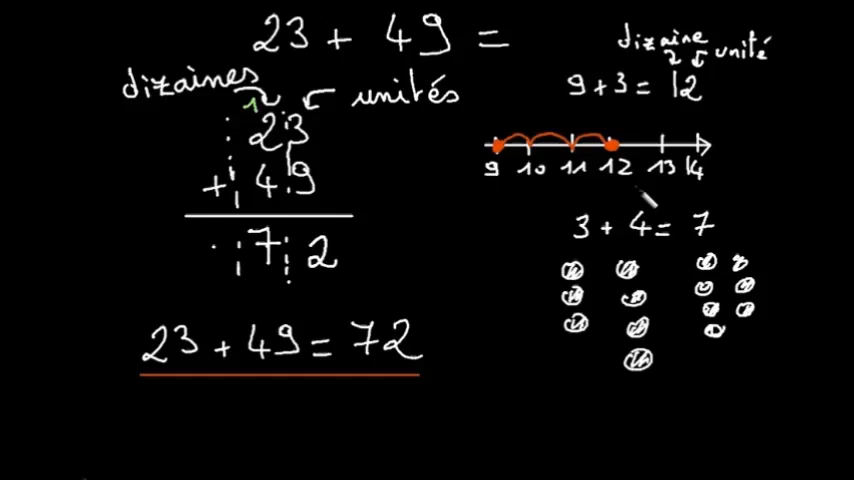 23 + 49 =
dizaines
unités
1
23
+ 49
72
23 + 49 = 72
dizaine
unité
9 + 3 = 12
9 10 11 12 13 14
3 + 4 = 7